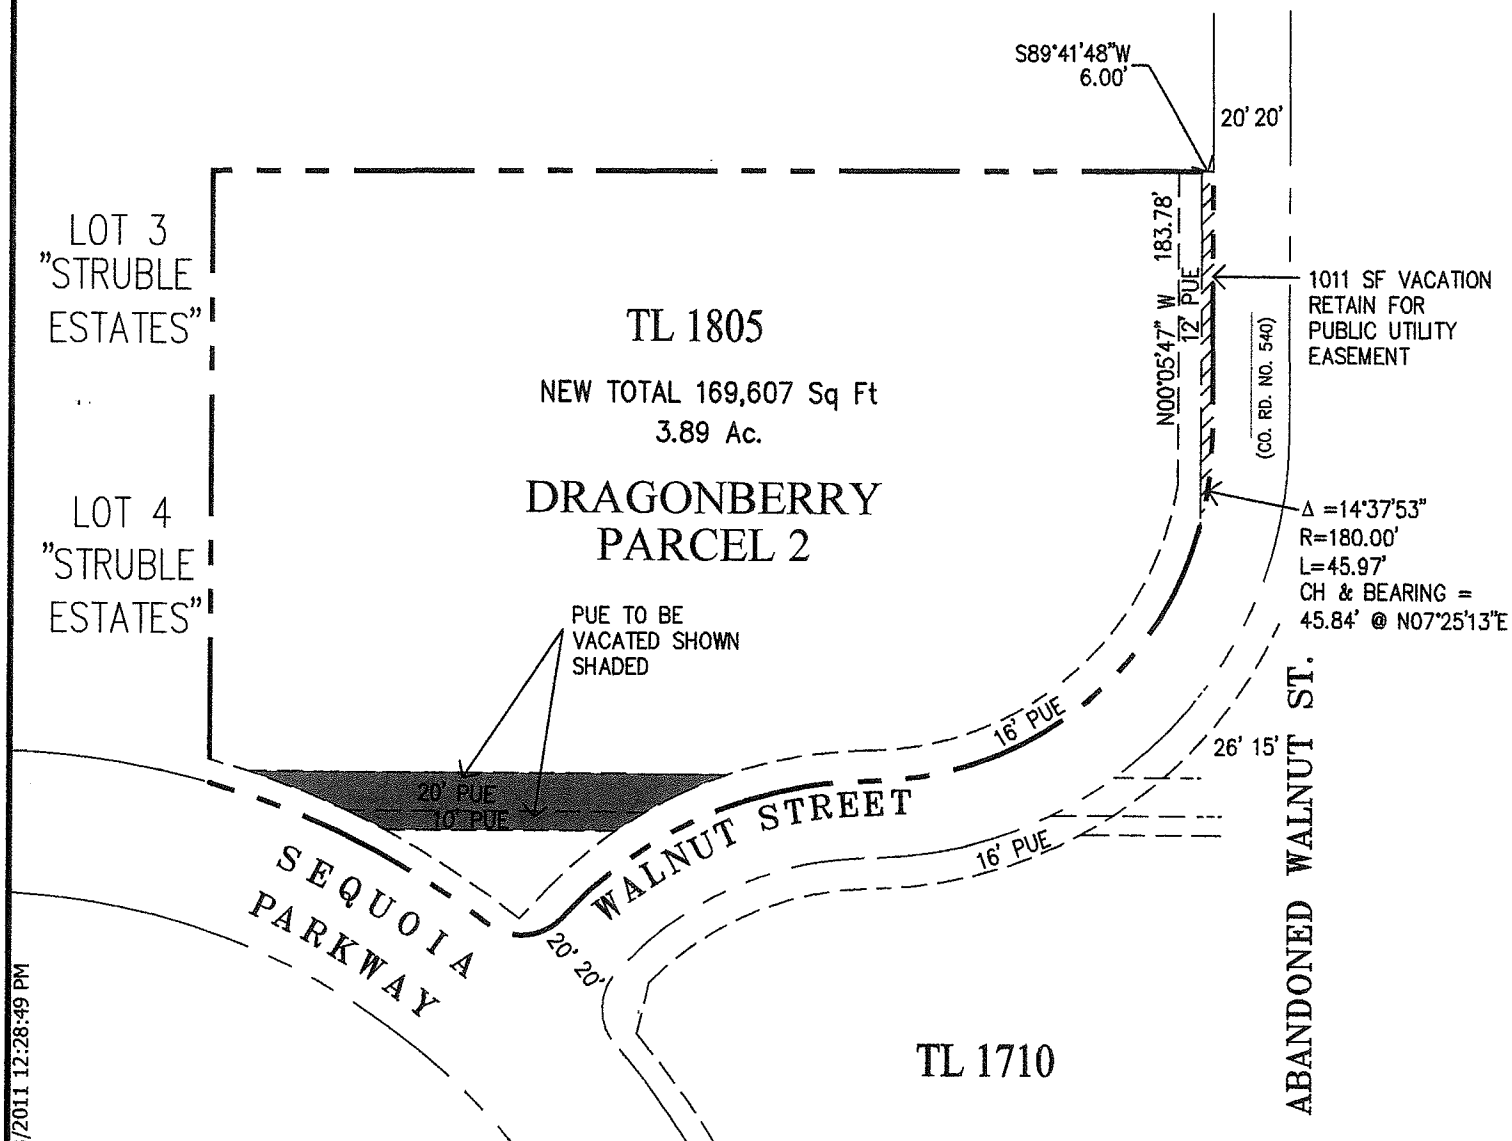 S89°41'48"W
6.00'
20' 20'
LOT 3
"STRUBLE
ESTATES"
183.78'
N00°05'47" W
12' PUE
1011 SF VACATION
RETAIN FOR
PUBLIC UTILITY
EASEMENT
(CO. RD. NO. 540)
TL 1805
NEW TOTAL 169,607 Sq Ft
3.89 Ac.
DRAGONBERRY
PARCEL 2
LOT 4
"STRUBLE
ESTATES"
Δ =14°37'53"
R=180.00'
L=45.97'
CH & BEARING =
45.84' @ N07°25'13"E
PUE TO BE
VACATED SHOWN
SHADED
16' PUE
26' 15'
20' PUE
10' PUE
WALNUT STREET
16' PUE
SEQUOIA
PARKWAY
20' 20'
ABANDONED WALNUT ST.
TL 1710
/2011 12:28:49 PM